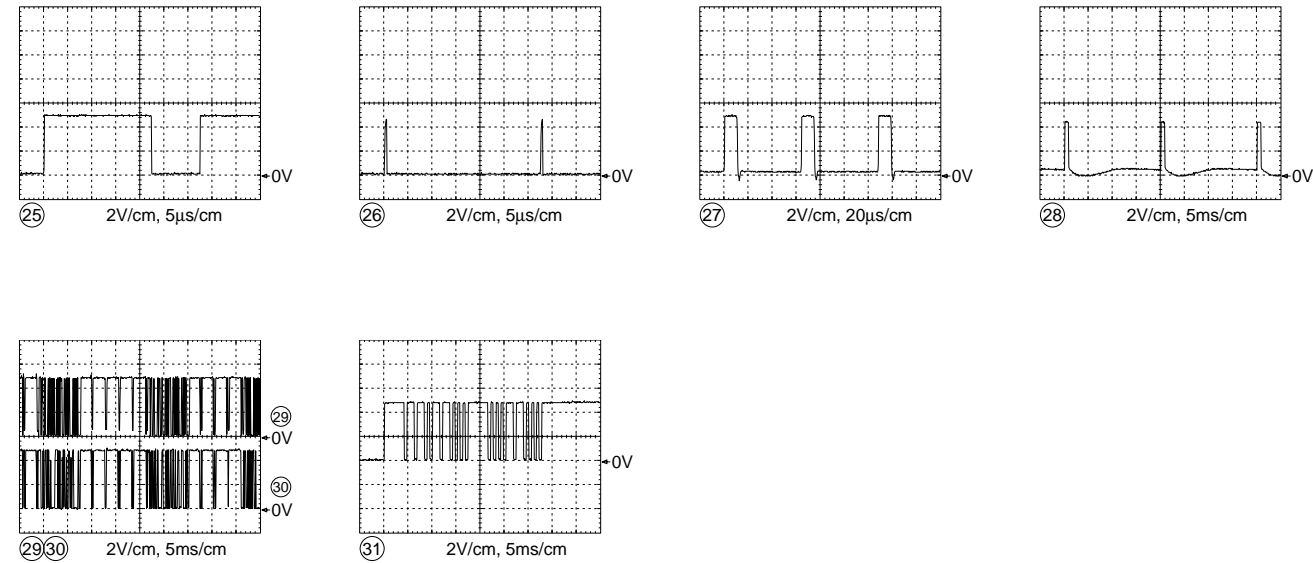 0V
㉕ 2V/cm, 5µs/cm
0V
㉖ 2V/cm, 5µs/cm
0V
㉗ 2V/cm, 20µs/cm
0V
㉘ 2V/cm, 5ms/cm
㉙
0V
㉚
0V
㉙㉚ 2V/cm, 5ms/cm
0V
㉛ 2V/cm, 5ms/cm